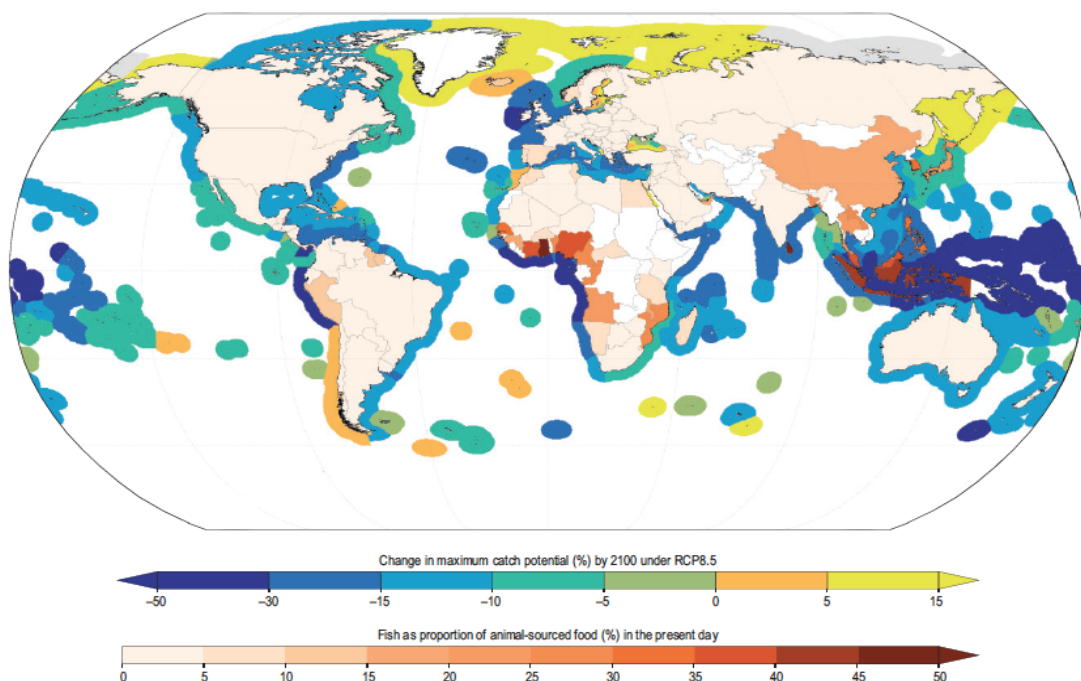 Change in maximum catch potential (%) by 2100 under RCP8.5
−50 −30 −15 −10 −5 0 5 15
Fish as proportion of animal-sourced food (%) in the present day
0 5 10 15 20 25 30 35 40 45 50